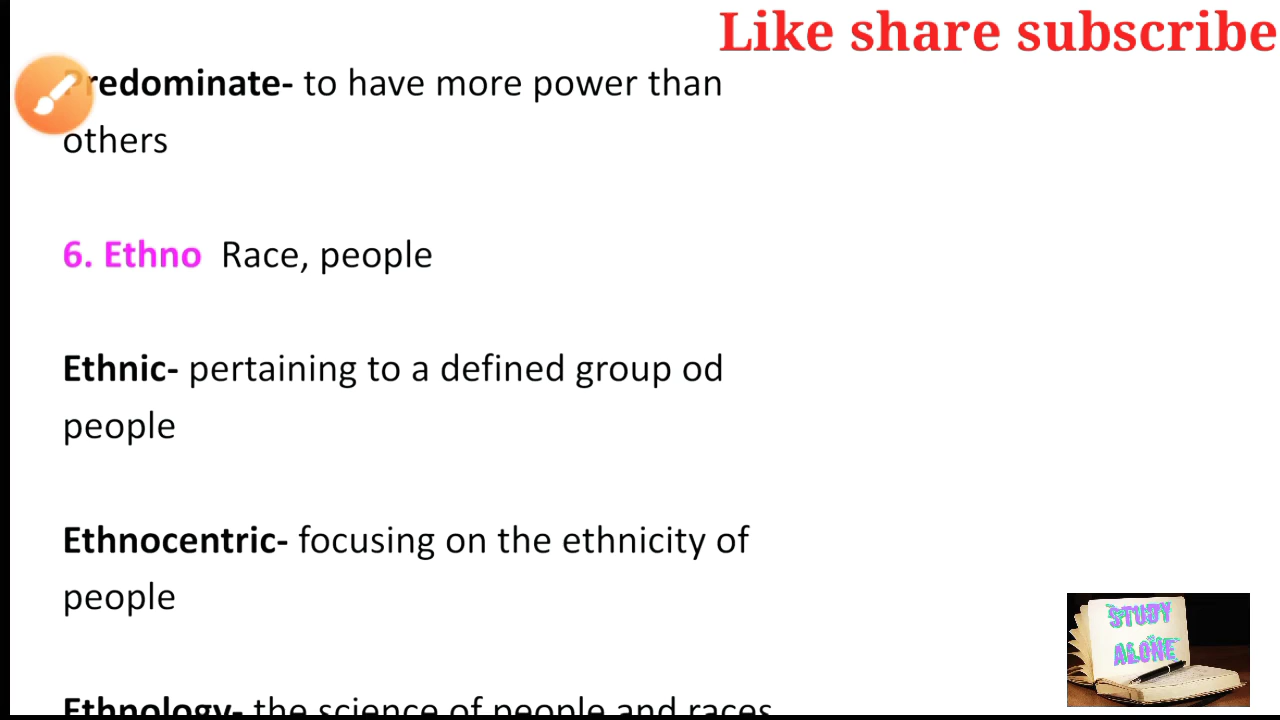 Like share subscribe
Predominate- to have more power than
others
6. Ethno Race, people
Ethnic- pertaining to a defined group od
people
Ethnocentric- focusing on the ethnicity of
people
Ethnology- the science of people and races
STUDY
ALONE